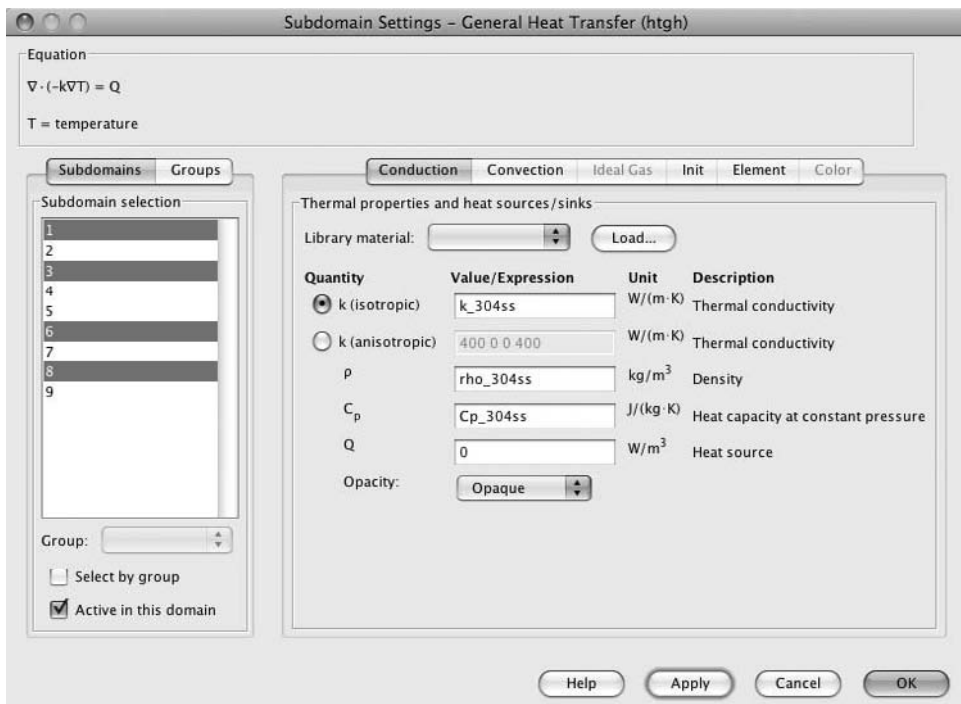 Subdomain Settings – General Heat Transfer (htgh)
Equation
∇·(-k∇T) = Q
T = temperature
Subdomains Groups
Subdomain selection
1
2
3
4
5
6
7
8
9
Group:
Select by group
Active in this domain
Conduction Convection Ideal Gas Init Element Color
Thermal properties and heat sources/sinks
Library material: Load...
Quantity Value/Expression Unit Description
k (isotropic) k_304ss W/(m·K) Thermal conductivity
k (anisotropic) 400 0 0 400 W/(m·K) Thermal conductivity
ρ rho_304ss kg/m³ Density
Cₚ Cp_304ss J/(kg·K) Heat capacity at constant pressure
Q 0 W/m³ Heat source
Opacity: Opaque
Help Apply Cancel OK